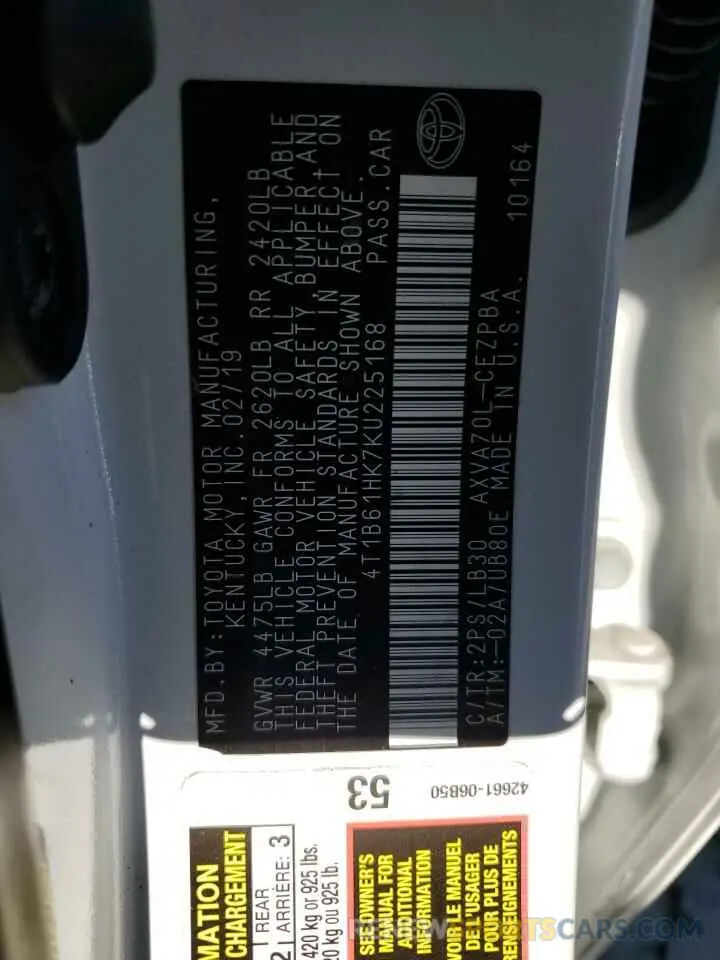 MFD.BY:TOYOTA MOTOR MANUFACTURING,
KENTUCKY,INC.02/19
GVWR 4475LB GAWR FR 2620LB RR 2420LB
THIS VEHICLE CONFORMS TO ALL APPLICABLE
FEDERAL MOTOR VEHICLE SAFETY, BUMPER,AND
THEFT PREVENTION STANDARDS IN EFFECT ON
THE DATE OF MANUFACTURE SHOWN ABOVE.
4T1B61HK7KU225168 PASS.CAR
C/TR:2PS/LB30 AXVA70L-CEZPBA
A/TM:-02A/UB80E MADE IN U.S.A. 10164
53
42661-06B50
MATION
CHARGEMENT
REAR
2 ARRIÈRE: 3
420 kg or 925 lbs.
20 kg ou 925 lb.
SEE OWNER'S
MANUAL FOR
ADDITIONAL
INFORMATION
VOIR LE MANUEL
DE L'USAGER
POUR PLUS DE
RENSEIGNEMENTS